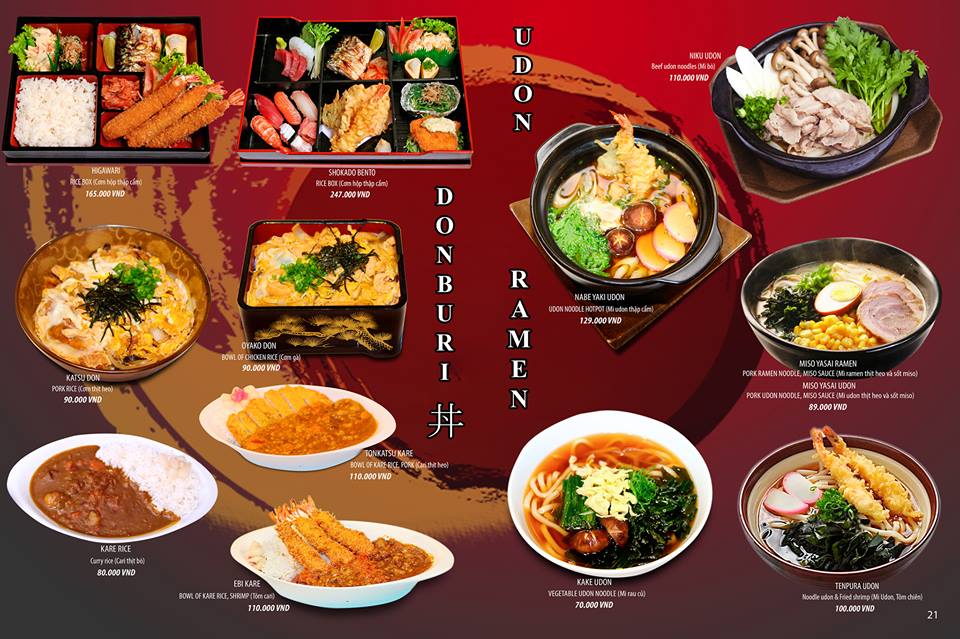 HIGAWARI
RICE BOX (Cơm hộp thập cẩm)
165.000 VND
SHOKADO BENTO
RICE BOX (Cơm hộp thập cẩm)
247.000 VND
KATSU DON
PORK RICE (Cơm thịt heo)
90.000 VND
OYAKO DON
BOWL OF CHICKEN RICE (Cơm gà)
90.000 VND
TONKATSU KARE
BOWL OF KARE RICE, PORK (Cari thịt heo)
110.000 VND
KARE RICE
Curry rice (Cari thịt bò)
80.000 VND
EBI KARE
BOWL OF KARE RICE, SHRIMP (Tôm cari)
110.000 VND
DONBURI 丼
UDON
RAMEN
NIKU UDON
Beef udon noodles (Mì bò)
110.000 VND
NABE YAKI UDON
UDON NOODLE HOTPOT (Mì udon thập cẩm)
129.000 VND
MISO YASAI RAMEN
PORK RAMEN NOODLE, MISO SAUCE (Mì ramen thịt heo và sốt miso)
MISO YASAI UDON
PORK UDON NOODLE, MISO SAUCE (Mì udon thịt heo và sốt miso)
89.000 VND
KAKE UDON
VEGETABLE UDON NOODLE (Mì rau củ)
70.000 VND
TENPURA UDON
Noodle udon & Fried shrimp (Mì Udon, Tôm chiên)
100.000 VND
21